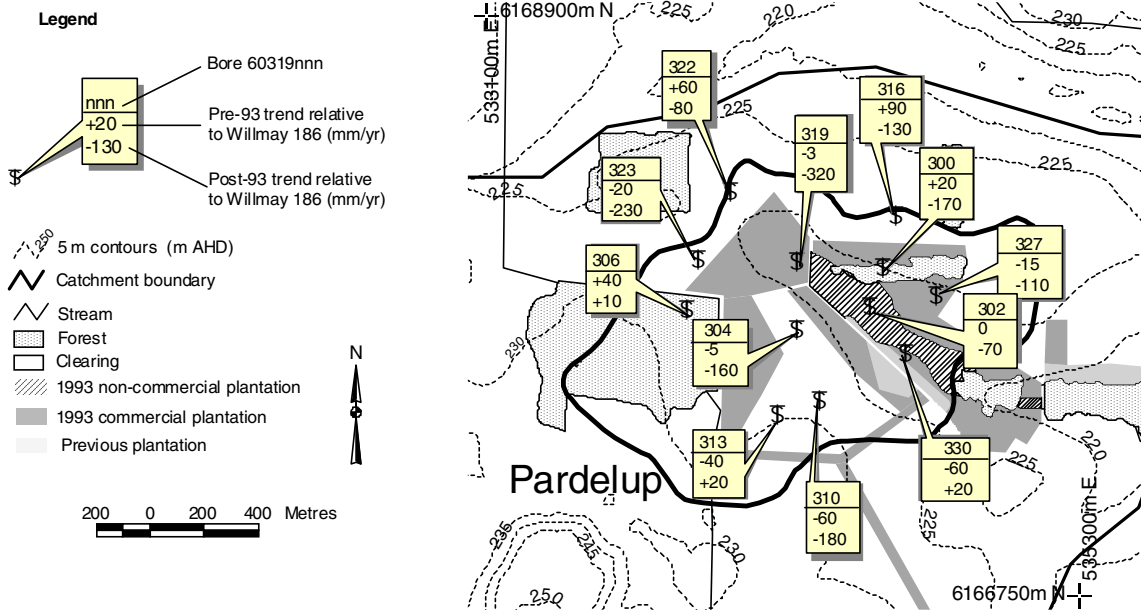 Legend
Bore 60319nnn
nnn
+20
-130
Pre-93 trend relative
to Willmay 186 (mm/yr)
Post-93 trend relative
to Willmay 186 (mm/yr)
250
5 m contours (m AHD)
Catchment boundary
Stream
Forest
Clearing
1993 non-commercial plantation
1993 commercial plantation
Previous plantation
N
200 0 200 400 Metres
6168900m N
533100m E
225
220
230
225
225
225
225
322
+60
-80
316
+90
-130
319
-3
-320
300
+20
-170
323
-20
-230
327
-15
-110
306
+40
+10
302
0
-70
304
-5
-160
230
313
-40
+20
330
-60
+20
310
-60
-180
Pardelup
225
220
225
230
235
245
250
535300m E
6166750m N